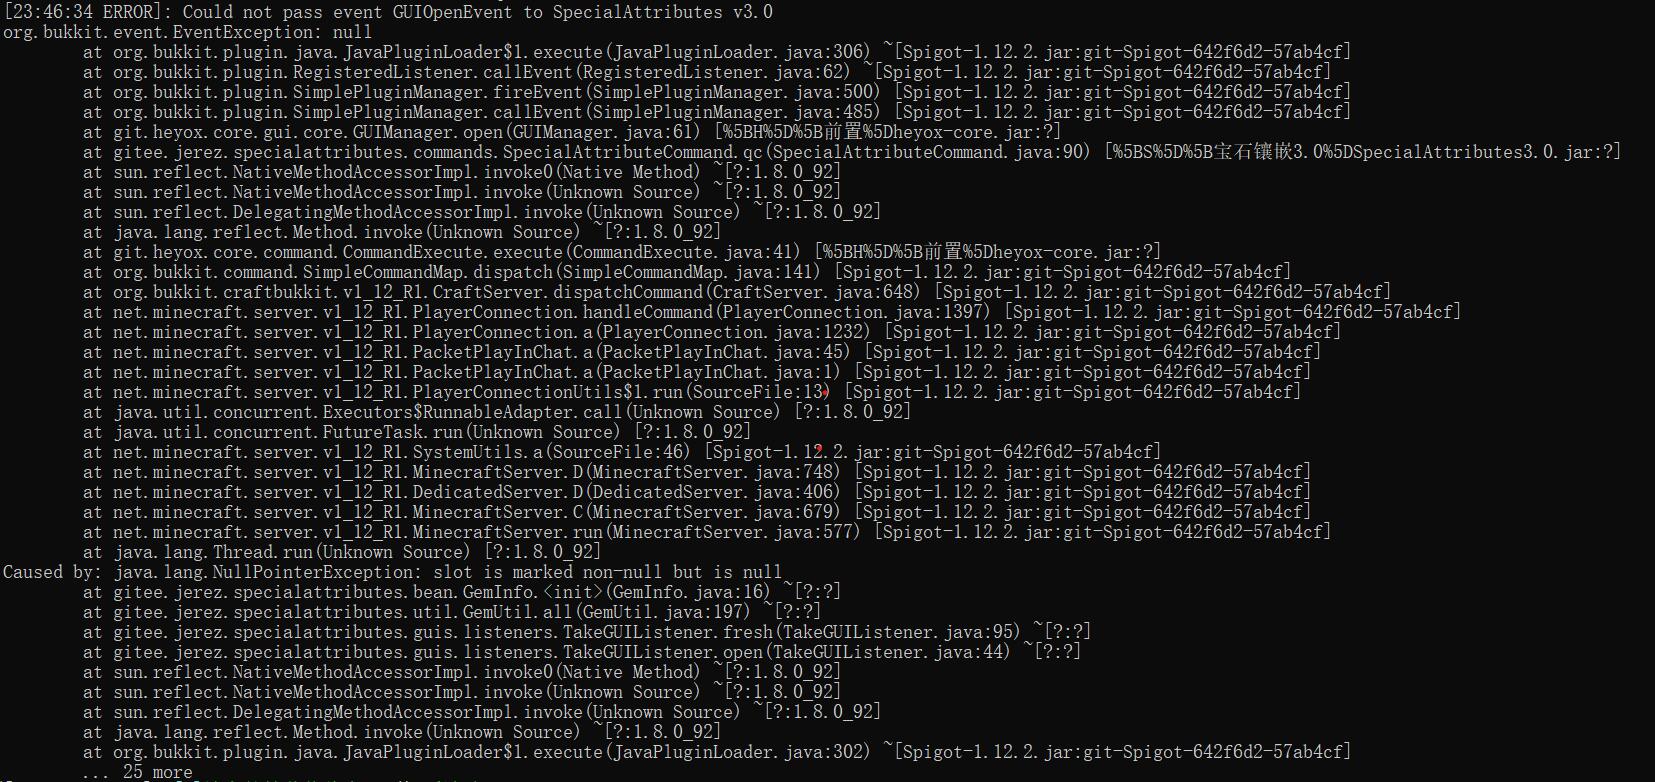 [23:46:34 ERROR]: Could not pass event GUIOpenEvent to SpecialAttributes v3.0
org.bukkit.event.EventException: null
at org.bukkit.plugin.java.JavaPluginLoader$1.execute(JavaPluginLoader.java:306) ~[Spigot-1.12.2.jar:git-Spigot-642f6d2-57ab4cf]
at org.bukkit.plugin.RegisteredListener.callEvent(RegisteredListener.java:62) ~[Spigot-1.12.2.jar:git-Spigot-642f6d2-57ab4cf]
at org.bukkit.plugin.SimplePluginManager.fireEvent(SimplePluginManager.java:500) [Spigot-1.12.2.jar:git-Spigot-642f6d2-57ab4cf]
at org.bukkit.plugin.SimplePluginManager.callEvent(SimplePluginManager.java:485) [Spigot-1.12.2.jar:git-Spigot-642f6d2-57ab4cf]
at git.heyox.core.gui.core.GUIManager.open(GUIManager.java:61) [%5BH%5D%5B前置%5Dheyox-core.jar:?]
at gitee.jerez.specialattributes.commands.SpecialAttributeCommand.qc(SpecialAttributeCommand.java:90) [%5BS%5D%5B宝石镶嵌3.0%5DSpecialAttributes3.0.jar:?]
at sun.reflect.NativeMethodAccessorImpl.invoke0(Native Method) ~[?:1.8.0_92]
at sun.reflect.NativeMethodAccessorImpl.invoke(Unknown Source) ~[?:1.8.0_92]
at sun.reflect.DelegatingMethodAccessorImpl.invoke(Unknown Source) ~[?:1.8.0_92]
at java.lang.reflect.Method.invoke(Unknown Source) ~[?:1.8.0_92]
at git.heyox.core.command.CommandExecute.execute(CommandExecute.java:41) [%5BH%5D%5B前置%5Dheyox-core.jar:?]
at org.bukkit.command.SimpleCommandMap.dispatch(SimpleCommandMap.java:141) [Spigot-1.12.2.jar:git-Spigot-642f6d2-57ab4cf]
at org.bukkit.craftbukkit.v1_12_R1.CraftServer.dispatchCommand(CraftServer.java:648) [Spigot-1.12.2.jar:git-Spigot-642f6d2-57ab4cf]
at net.minecraft.server.v1_12_R1.PlayerConnection.handleCommand(PlayerConnection.java:1397) [Spigot-1.12.2.jar:git-Spigot-642f6d2-57ab4cf]
at net.minecraft.server.v1_12_R1.PlayerConnection.a(PlayerConnection.java:1232) [Spigot-1.12.2.jar:git-Spigot-642f6d2-57ab4cf]
at net.minecraft.server.v1_12_R1.PacketPlayInChat.a(PacketPlayInChat.java:45) [Spigot-1.12.2.jar:git-Spigot-642f6d2-57ab4cf]
at net.minecraft.server.v1_12_R1.PacketPlayInChat.a(PacketPlayInChat.java:1) [Spigot-1.12.2.jar:git-Spigot-642f6d2-57ab4cf]
at net.minecraft.server.v1_12_R1.PlayerConnectionUtils$1.run(SourceFile:13) [Spigot-1.12.2.jar:git-Spigot-642f6d2-57ab4cf]
at java.util.concurrent.Executors$RunnableAdapter.call(Unknown Source) [?:1.8.0_92]
at java.util.concurrent.FutureTask.run(Unknown Source) [?:1.8.0_92]
at net.minecraft.server.v1_12_R1.SystemUtils.a(SourceFile:46) [Spigot-1.12.2.jar:git-Spigot-642f6d2-57ab4cf]
at net.minecraft.server.v1_12_R1.MinecraftServer.D(MinecraftServer.java:748) [Spigot-1.12.2.jar:git-Spigot-642f6d2-57ab4cf]
at net.minecraft.server.v1_12_R1.DedicatedServer.D(DedicatedServer.java:406) [Spigot-1.12.2.jar:git-Spigot-642f6d2-57ab4cf]
at net.minecraft.server.v1_12_R1.MinecraftServer.C(MinecraftServer.java:679) [Spigot-1.12.2.jar:git-Spigot-642f6d2-57ab4cf]
at net.minecraft.server.v1_12_R1.MinecraftServer.run(MinecraftServer.java:577) [Spigot-1.12.2.jar:git-Spigot-642f6d2-57ab4cf]
at java.lang.Thread.run(Unknown Source) [?:1.8.0_92]
Caused by: java.lang.NullPointerException: slot is marked non-null but is null
at gitee.jerez.specialattributes.bean.GemInfo.<init>(GemInfo.java:16) ~[?:?]
at gitee.jerez.specialattributes.util.GemUtil.all(GemUtil.java:197) ~[?:?]
at gitee.jerez.specialattributes.guis.listeners.TakeGUIListener.fresh(TakeGUIListener.java:95) ~[?:?]
at gitee.jerez.specialattributes.guis.listeners.TakeGUIListener.open(TakeGUIListener.java:44) ~[?:?]
at sun.reflect.NativeMethodAccessorImpl.invoke0(Native Method) ~[?:1.8.0_92]
at sun.reflect.NativeMethodAccessorImpl.invoke(Unknown Source) ~[?:1.8.0_92]
at sun.reflect.DelegatingMethodAccessorImpl.invoke(Unknown Source) ~[?:1.8.0_92]
at java.lang.reflect.Method.invoke(Unknown Source) ~[?:1.8.0_92]
at org.bukkit.plugin.java.JavaPluginLoader$1.execute(JavaPluginLoader.java:302) ~[Spigot-1.12.2.jar:git-Spigot-642f6d2-57ab4cf]
... 25 more